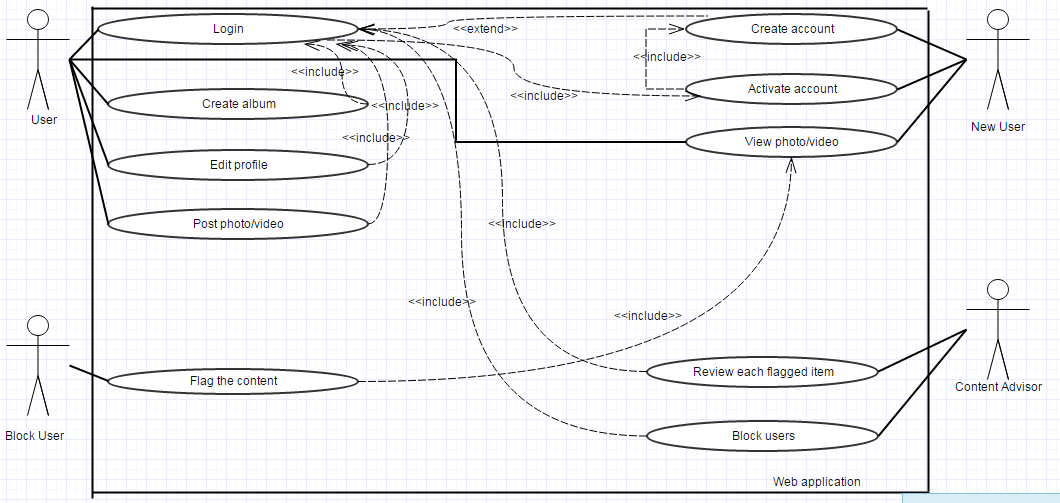 Login
<<extend>>
Create account
<<include>>
<<include>>
Activate account
<<include>>
Create album
<<include>>
User
New User
<<include>>
View photo/video
Edit profile
Post photo/video
<<include>>
<<include>>
<<include>>
Review each flagged item
Flag the content
Content Advisor
Block User
Block users
Web application